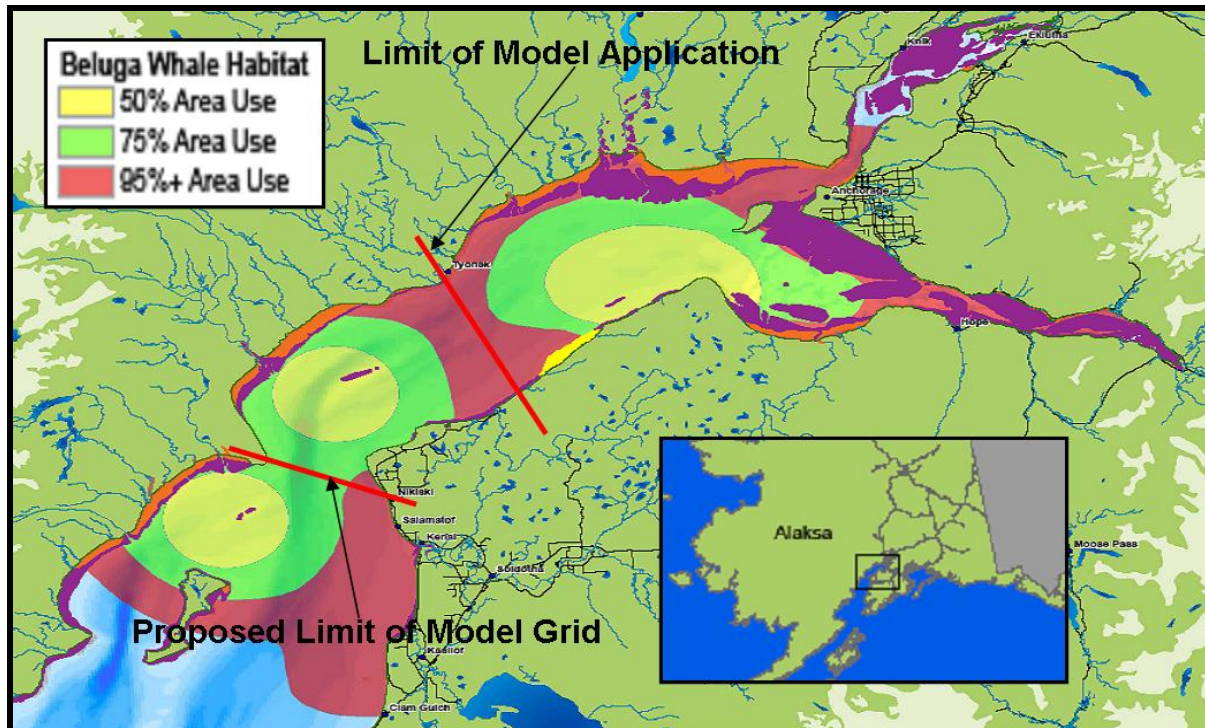 Limit of Model Application
Beluga Whale Habitat
50% Area Use
75% Area Use
95%+ Area Use
Knik
Eklutna
Anchorage
Tyonek
Hope
Nikiski
Salamatof
Kenai
Soldotna
Moose Pass
Alaksa
Proposed Limit of Model Grid
Kasilof
Clam Gulch